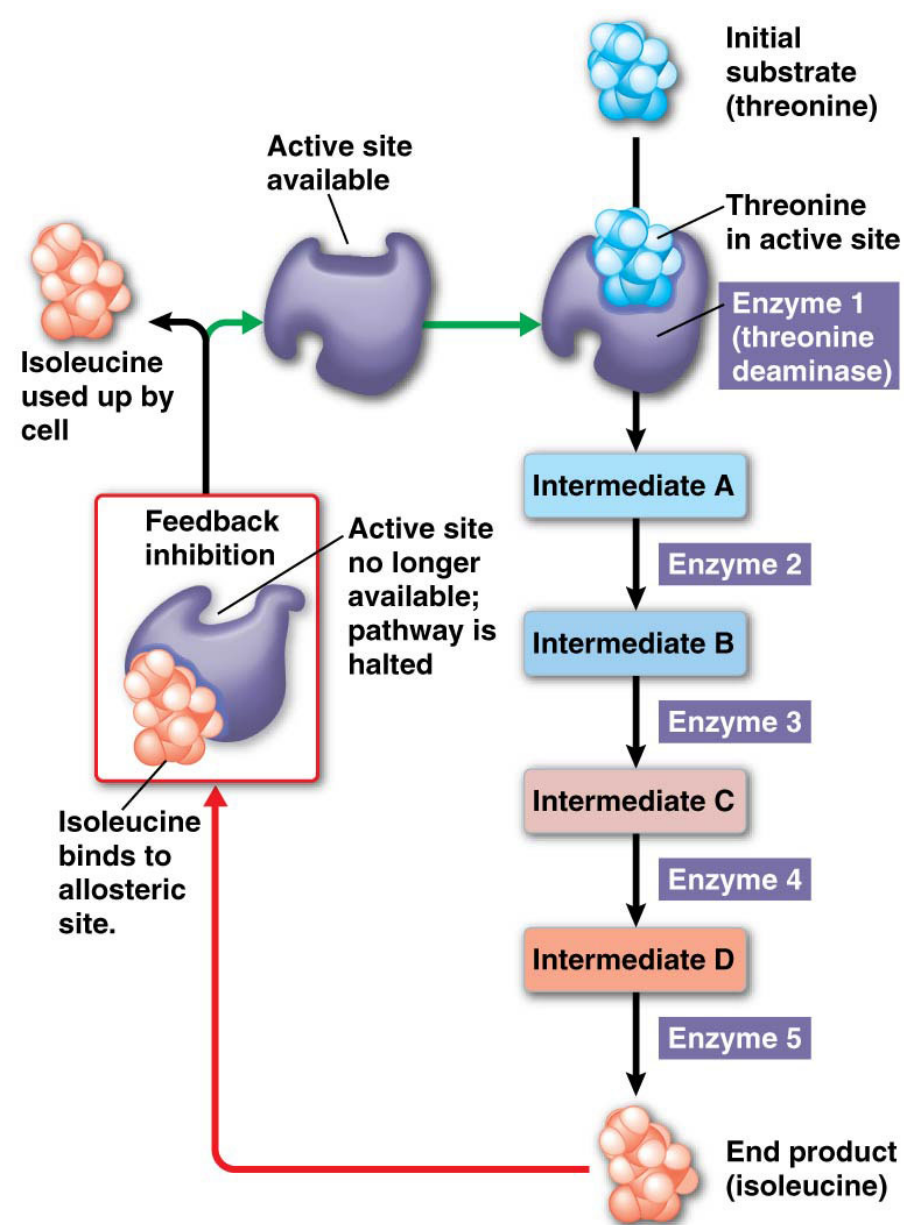 Initial
substrate
(threonine)
Active site
available
Threonine
in active site
Enzyme 1
(threonine
deaminase)
Isoleucine
used up by
cell
Intermediate A
Feedback
inhibition
Active site
no longer
available;
pathway is
halted
Enzyme 2
Intermediate B
Enzyme 3
Intermediate C
Isoleucine
binds to
allosteric
site.
Enzyme 4
Intermediate D
Enzyme 5
End product
(isoleucine)